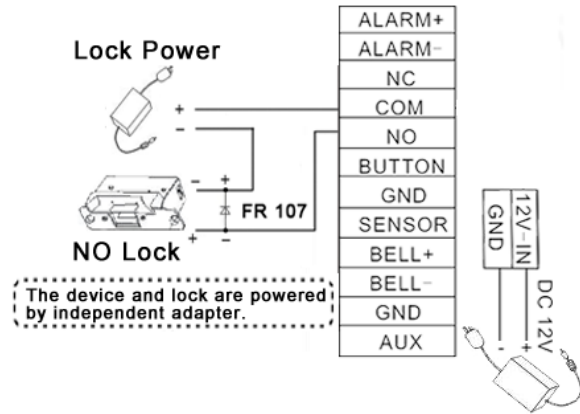 Lock Power
+
-
- +
FR 107
+ -
NO Lock
The device and lock are powered
by independent adapter.
ALARM+
ALARM-
NC
COM
NO
BUTTON
GND
SENSOR
BELL+
BELL-
GND
AUX
GND
12V-IN
- +
DC 12V